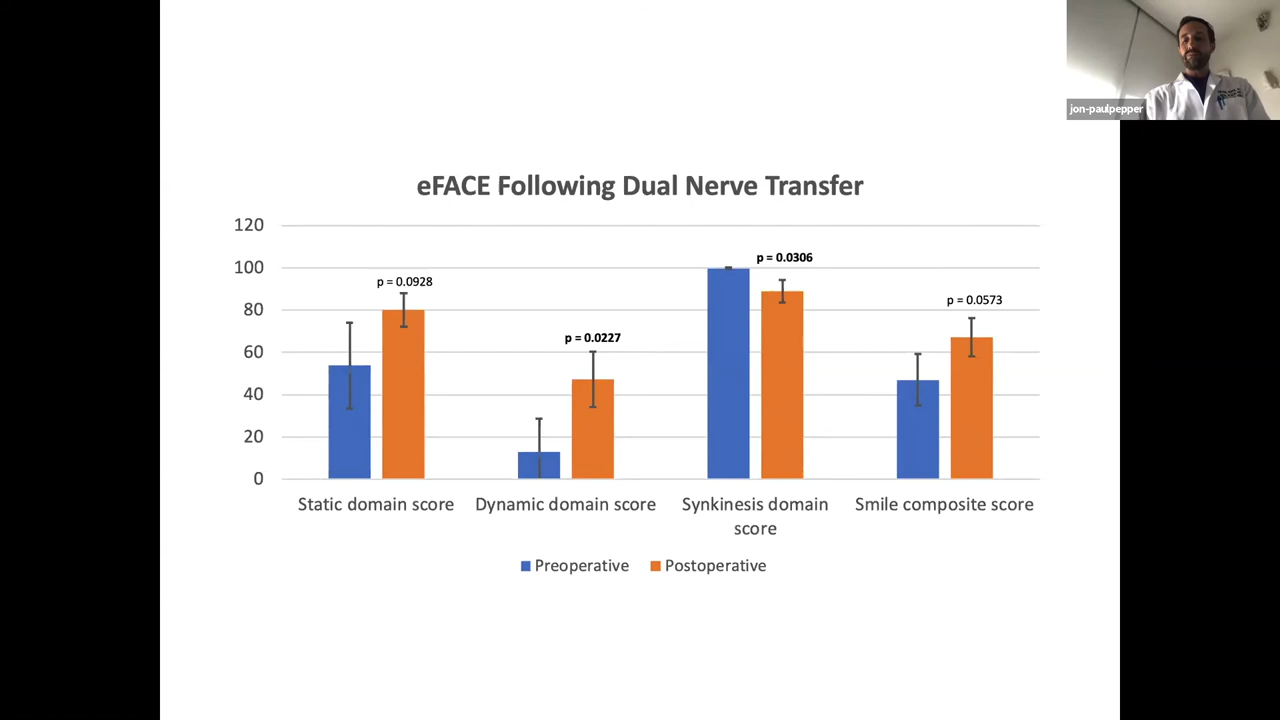 jon-paulpepper
eFACE Following Dual Nerve Transfer
120
100
80
60
40
20
0
p = 0.0928
p = 0.0227
p = 0.0306
p = 0.0573
Static domain score
Dynamic domain score
Synkinesis domain
score
Smile composite score
Preoperative
Postoperative